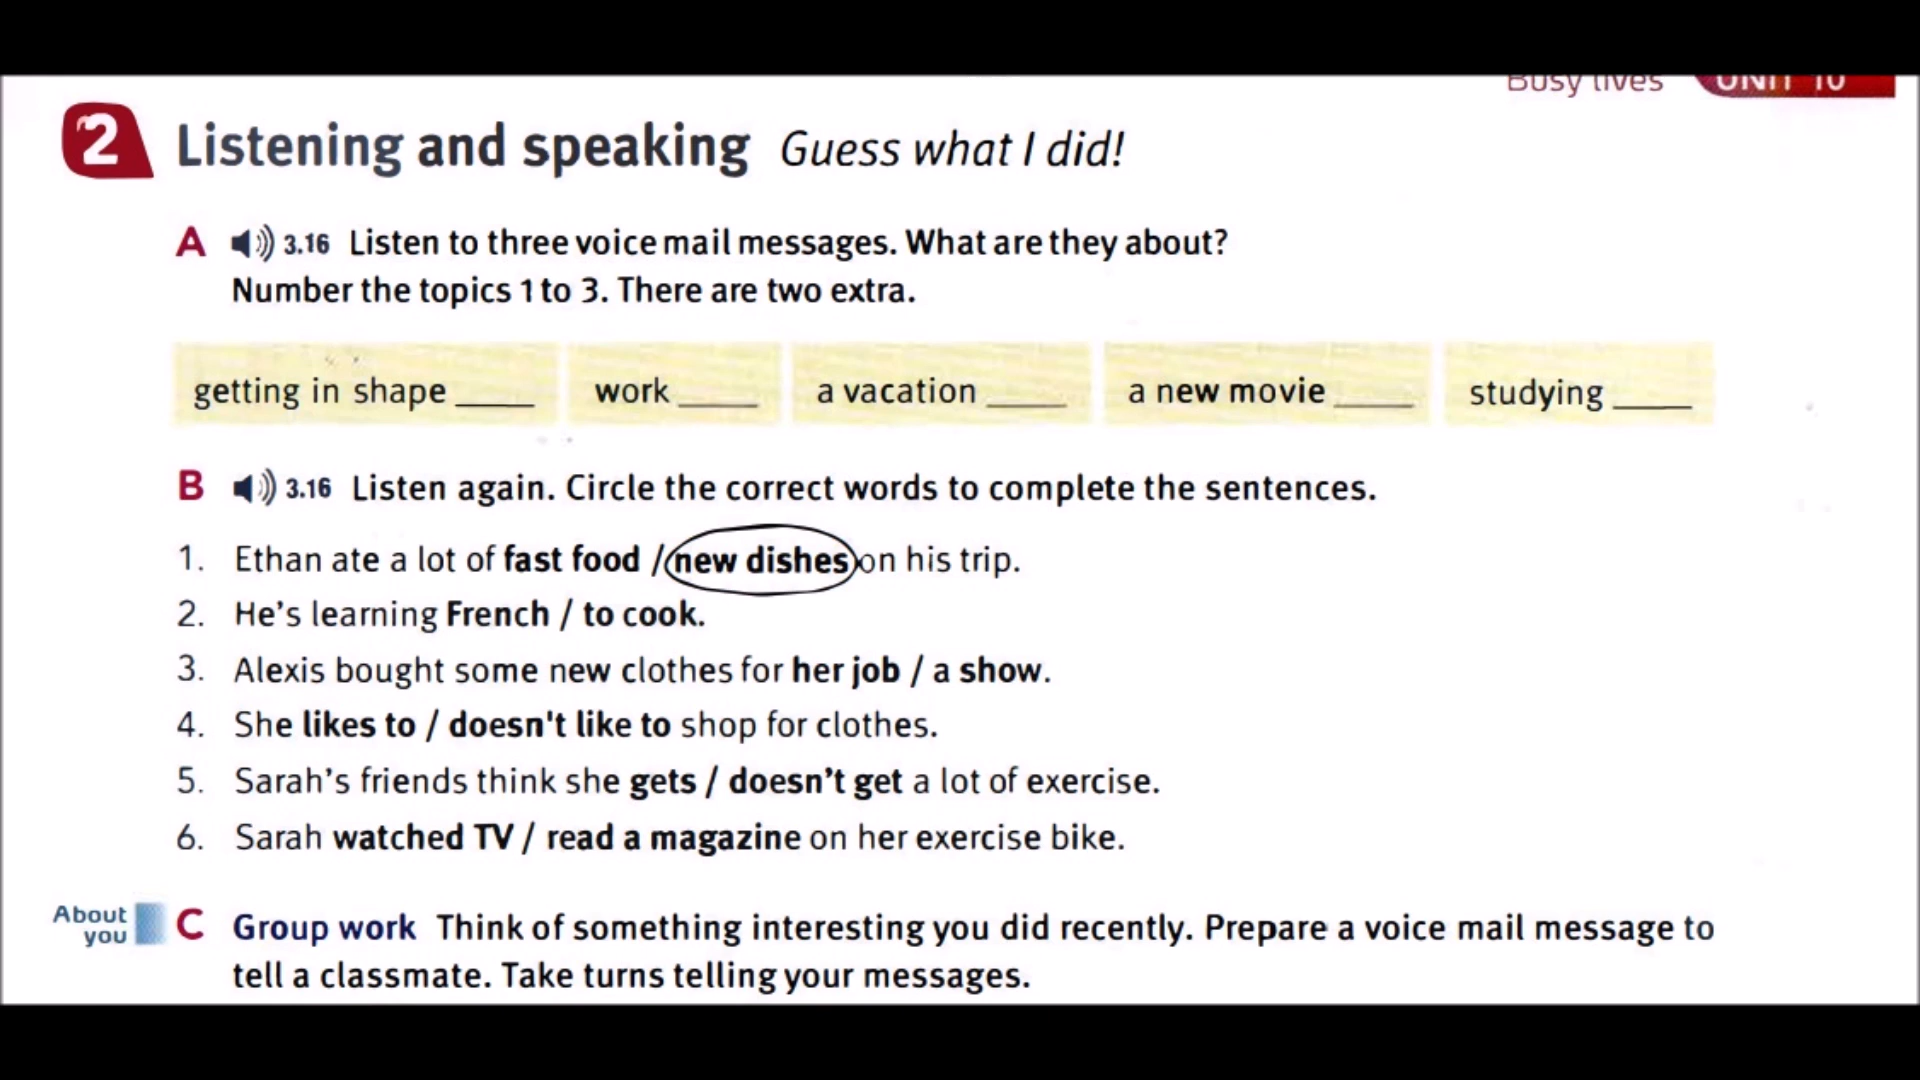 Busy lives UNIT 10
2 Listening and speaking Guess what I did!
A 3.16 Listen to three voice mail messages. What are they about?
Number the topics 1 to 3. There are two extra.
getting in shape ____ work ____ a vacation ____ a new movie ____ studying ____
B 3.16 Listen again. Circle the correct words to complete the sentences.
1. Ethan ate a lot of fast food / new dishes on his trip.
2. He's learning French / to cook.
3. Alexis bought some new clothes for her job / a show.
4. She likes to / doesn't like to shop for clothes.
5. Sarah's friends think she gets / doesn't get a lot of exercise.
6. Sarah watched TV / read a magazine on her exercise bike.
About you
C Group work Think of something interesting you did recently. Prepare a voice mail message to
tell a classmate. Take turns telling your messages.